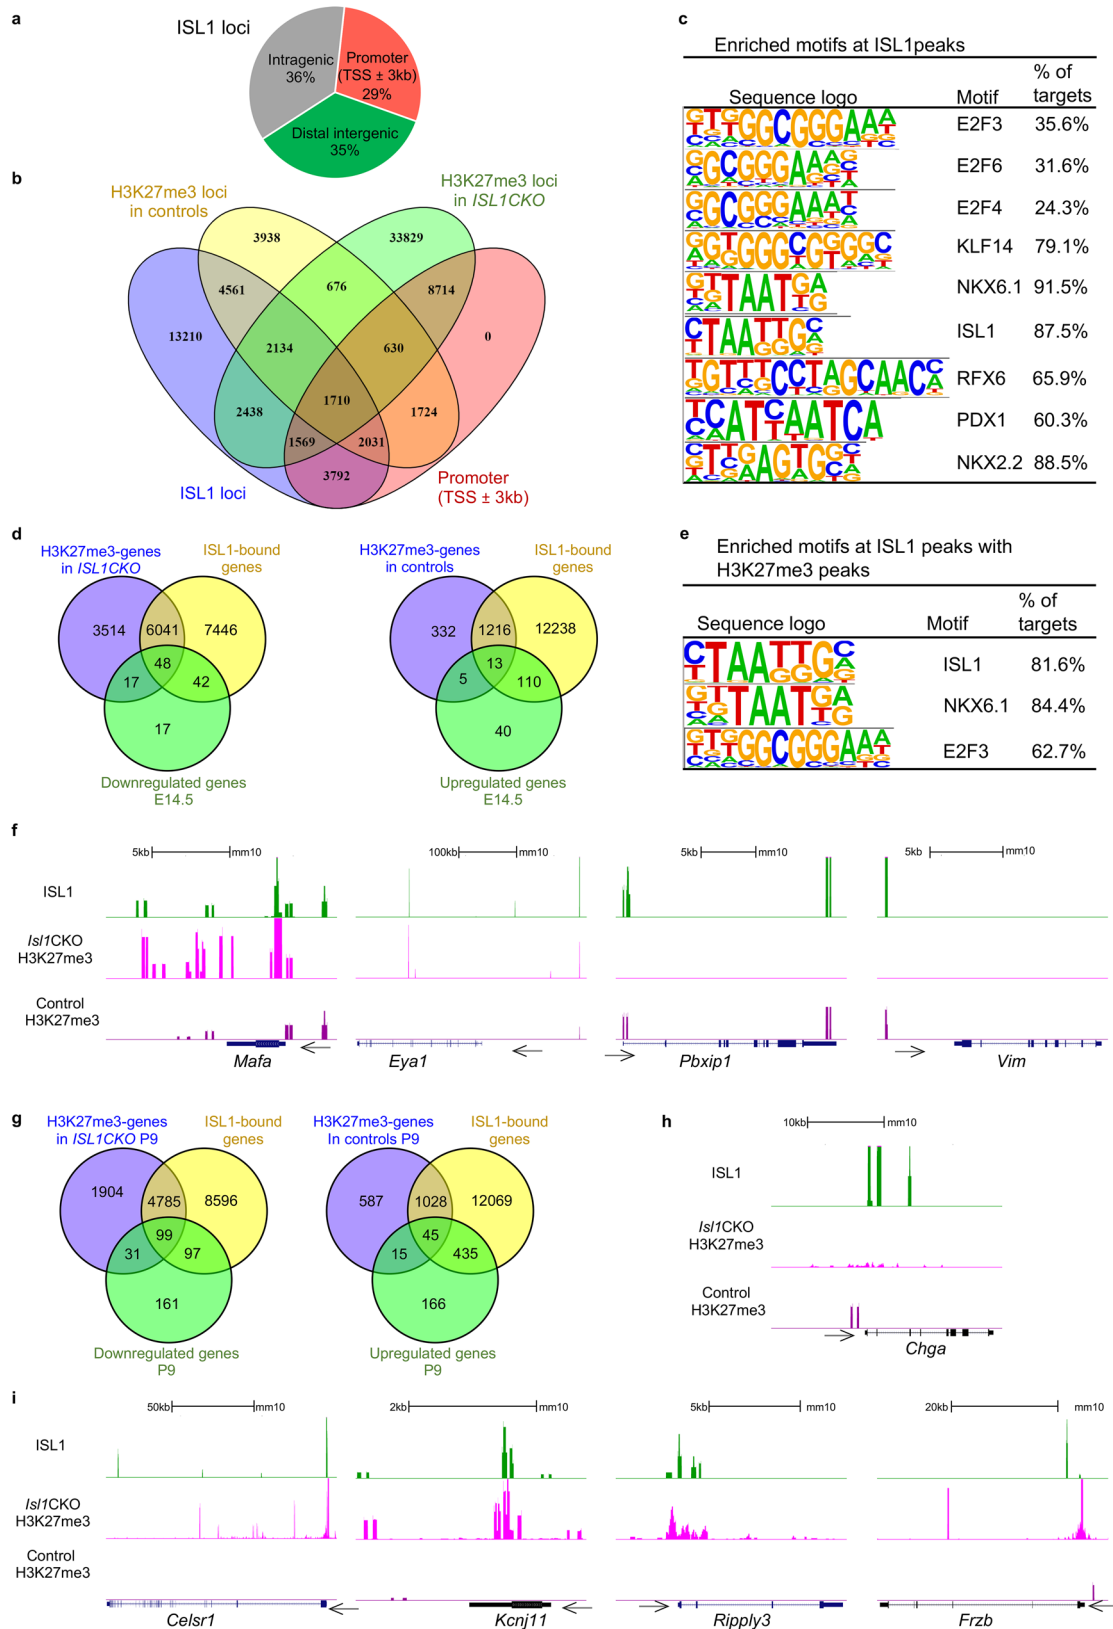 a
ISL1 loci
Intragenic
36%
Promoter
(TSS ± 3kb)
29%
Distal intergenic
35%
b
H3K27me3 loci
in controls
H3K27me3 loci
in ISL1CKO
3938
33829
4561
676
8714
13210
2134
630
0
2438
1710
1724
1569
2031
3792
ISL1 loci
Promoter
(TSS ± 3kb)
c
Enriched motifs at ISL1peaks
Sequence logo
Motif
% of
targets
E2F3 35.6%
E2F6 31.6%
E2F4 24.3%
KLF14 79.1%
NKX6.1 91.5%
ISL1 87.5%
RFX6 65.9%
PDX1 60.3%
NKX2.2 88.5%
d
H3K27me3-genes
in ISL1CKO
ISL1-bound
genes
3514
6041
7446
48
17
42
17
Downregulated genes
E14.5
H3K27me3-genes
in controls
ISL1-bound
genes
332
1216
12238
13
5
110
40
Upregulated genes
E14.5
e
Enriched motifs at ISL1 peaks with
H3K27me3 peaks
Sequence logo
Motif
% of
targets
ISL1 81.6%
NKX6.1 84.4%
E2F3 62.7%
f
5kb mm10
100kb mm10
5kb mm10
5kb mm10
ISL1
Isl1CKO
H3K27me3
Control
H3K27me3
Mafa
Eya1
Pbxip1
Vim
g
H3K27me3-genes
in ISL1CKO P9
ISL1-bound
genes
1904
4785
8596
99
31
97
161
Downregulated genes
P9
H3K27me3-genes
In controls P9
ISL1-bound
genes
587
1028
12069
45
15
435
166
Upregulated genes
P9
h
10kb mm10
ISL1
Isl1CKO
H3K27me3
Control
H3K27me3
Chga
i
50kb mm10
2kb mm10
5kb mm10
20kb mm10
ISL1
Isl1CKO
H3K27me3
Control
H3K27me3
Celsr1
Kcnj11
Ripply3
Frzb